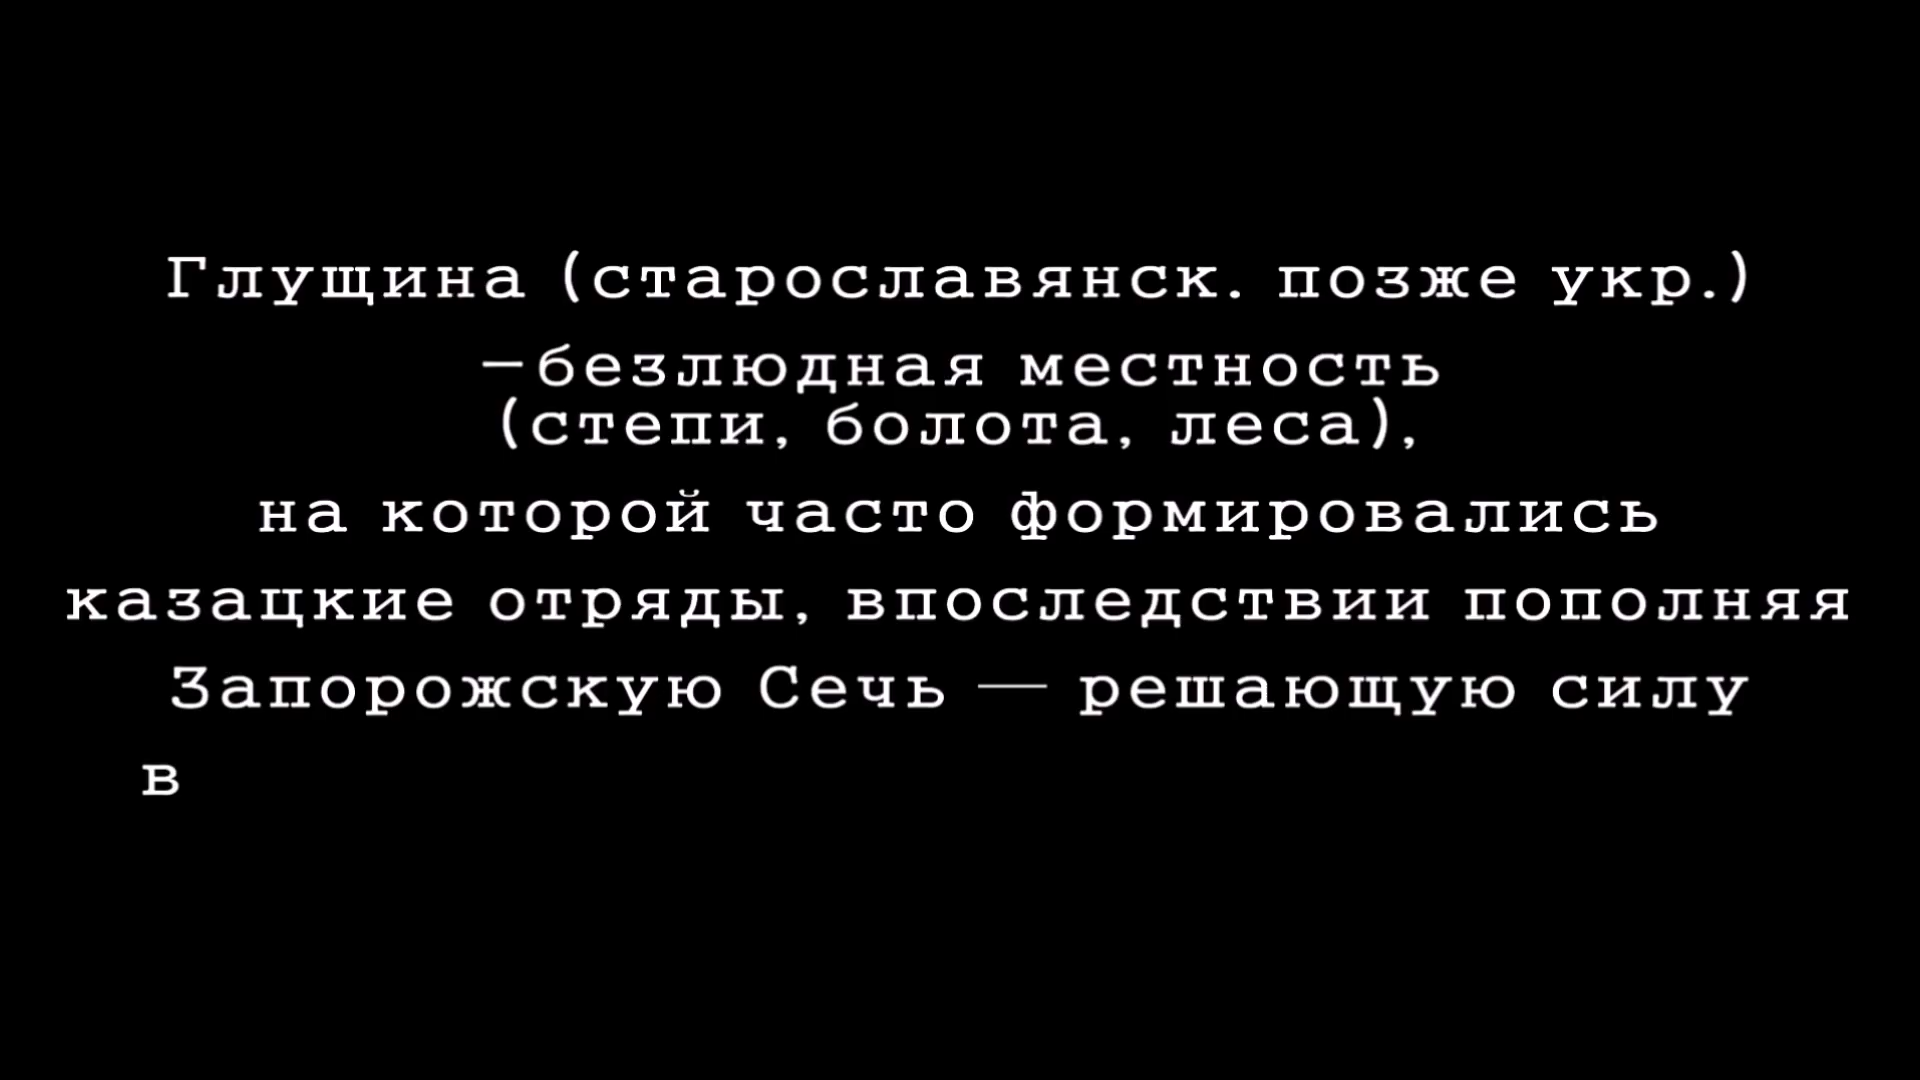 Глущина (старославянск. позже укр.)
—безлюдная местность
(степи, болота, леса),
на которой часто формировались
казацкие отряды, впоследствии пополняя
Запорожскую Сечь — решающую силу
в